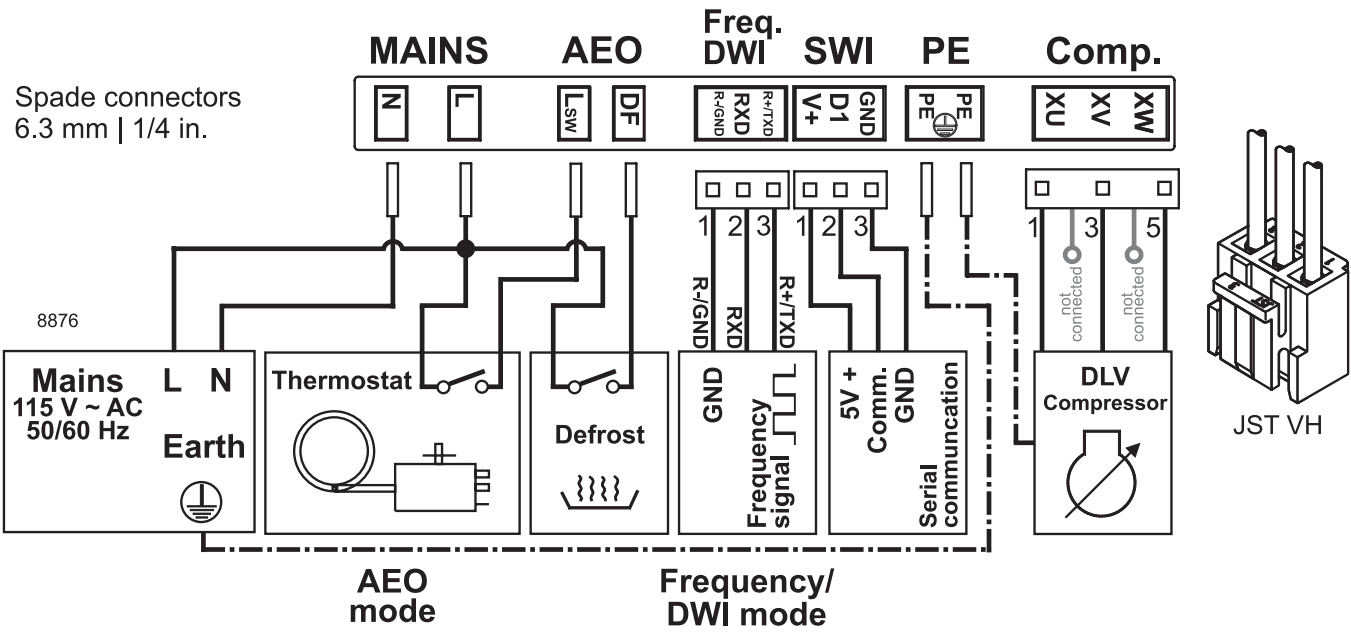 Freq.
MAINS AEO DWI SWI PE Comp.
Spade connectors
6.3 mm | 1/4 in.
N L Lsw DF R-/GND RXD R+/TXD V+ D1 GND PE PE XU XV XW
1 2 3 1 2 3 1 3 5
not connected not connected
R-/GND RXD R+/TXD
8876
Mains L N
115 V ~ AC
50/60 Hz
Earth
Thermostat
Defrost
GND
Frequency
signal
5V +
Comm.
GND
Serial
communcation
DLV
Compressor
JST VH
AEO
mode
Frequency/
DWI mode